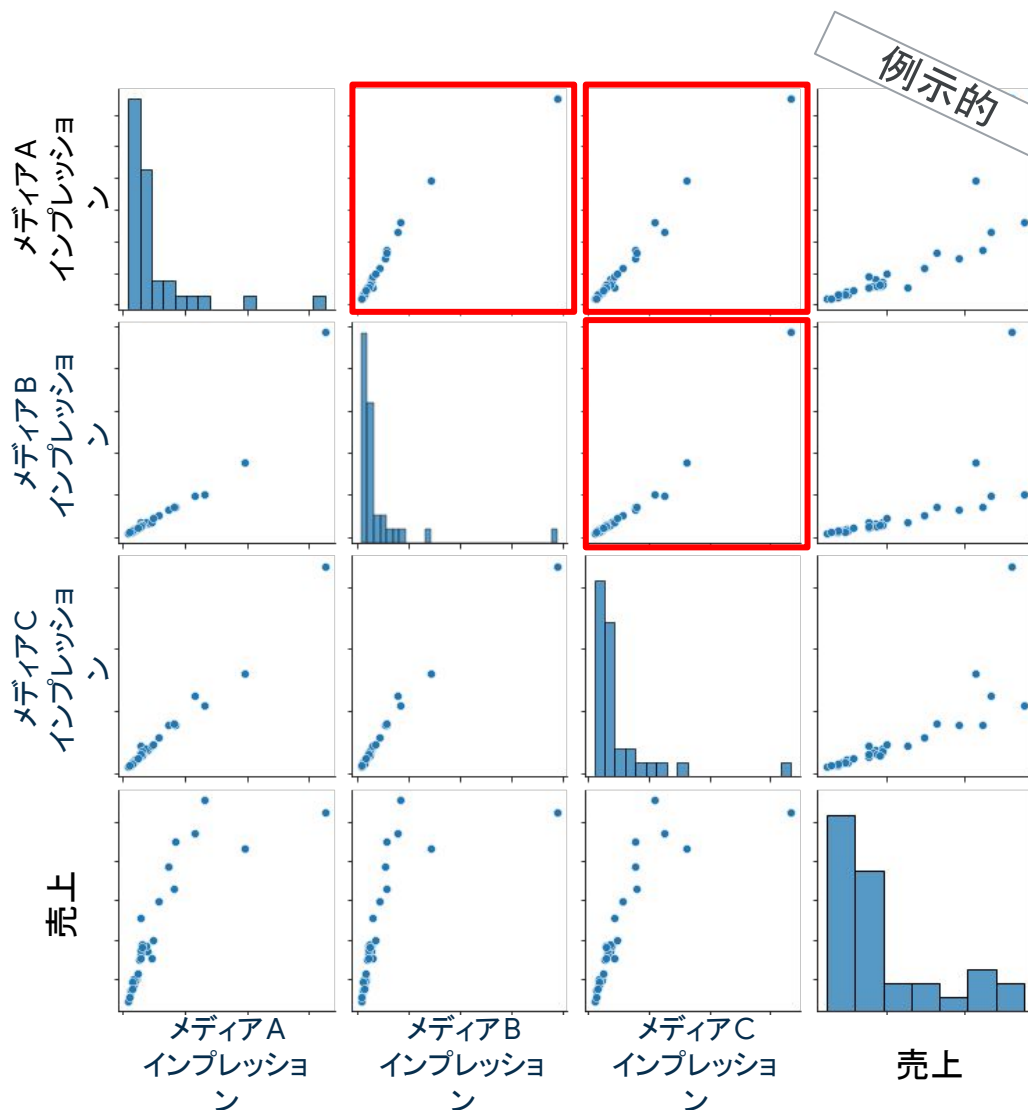 例示的
メディアA
インプレッショ
ン
メディアB
インプレッショ
ン
メディアC
インプレッショ
ン
売上
メディアA
インプレッショ
ン
メディアB
インプレッショ
ン
メディアC
インプレッショ
ン
売上